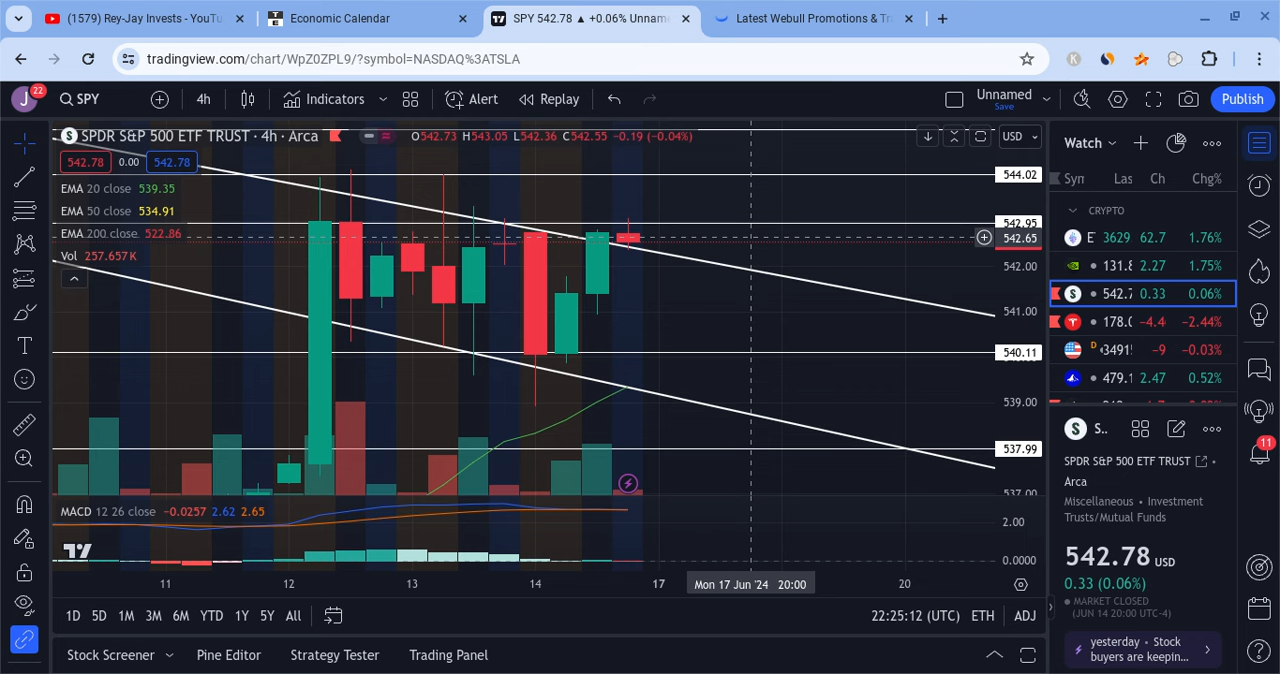 (1579) Rey-Jay Invests - YouTu
Economic Calendar
SPY 542.78 ▲ +0.06% Unnam
Latest Webull Promotions & Tr
tradingview.com/chart/WpZ0ZPL9/?symbol=NASDAQ%3ATSLA
J
22
SPY
4h
Indicators
Alert
Replay
Unnamed
Save
Publish
SPDR S&P 500 ETF TRUST · 4h · Arca
O542.73 H543.05 L542.36 C542.55 −0.19 (−0.04%)
USD
542.78
0.00
542.78
EMA 20 close 539.35
EMA 50 close 534.91
EMA 200 close 522.86
Vol 257.657K
544.02
542.95
542.65
542.00
541.00
540.11
539.00
537.99
537.00
MACD 12 26 close −0.0257 2.62 2.65
2.00
0.0000
11
12
13
14
17
Mon 17 Jun '24 20:00
20
1D 5D 1M 3M 6M YTD 1Y 5Y All
22:25:12 (UTC) ETH ADJ
Stock Screener
Pine Editor
Strategy Tester
Trading Panel
Watch
Syn
Las
Ch
Chg%
CRYPTO
E 3629 62.7 1.76%
131.8 2.27 1.75%
542.7 0.33 0.06%
178.0 −4.4 −2.44%
D 34915 −9 −0.03%
479.1 2.47 0.52%
S..
SPDR S&P 500 ETF TRUST
Arca
Miscellaneous • Investment
Trusts/Mutual Funds
542.78 USD
0.33 (0.06%)
MARKET CLOSED
(JUN 14 20:00 UTC-4)
yesterday • Stock
buyers are keepin...
11